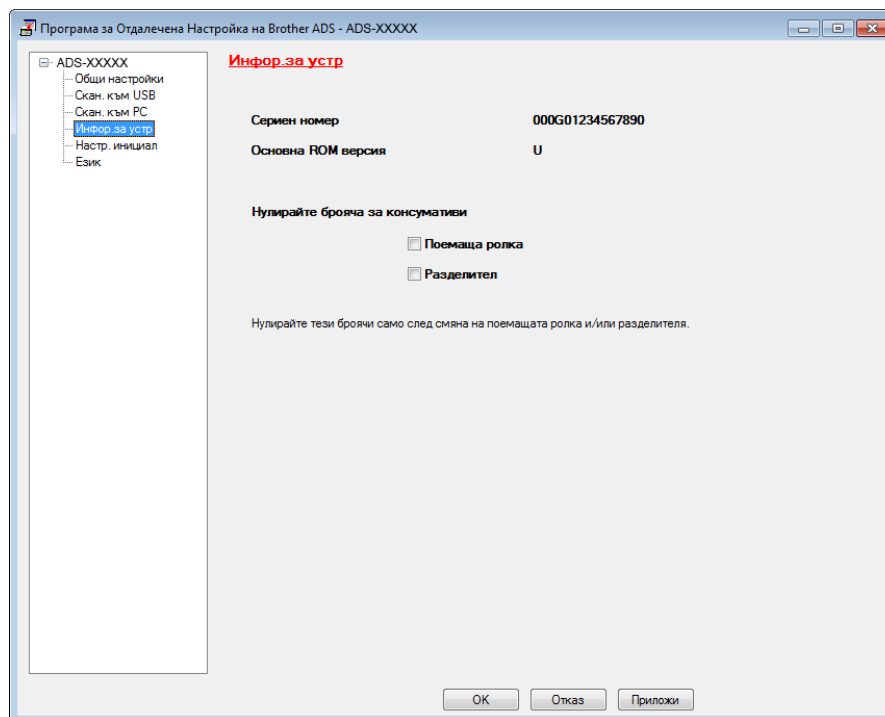 Програма за Отдалечена Настройка на Brother ADS - ADS-XXXXX
ADS-XXXXX
Общи настройки
Скан. към USB
Скан. към PC
Инфор.за устр
Настр. инициал
Език
Инфор.за устр
Сериен номер 000G01234567890
Основна ROM версия U
Нулирайте брояча за консумативи
Поемаща ролка
Разделител
Нулирайте тези броячи само след смяна на поемащата ролка и/или разделителя.
OK Отказ Приложи